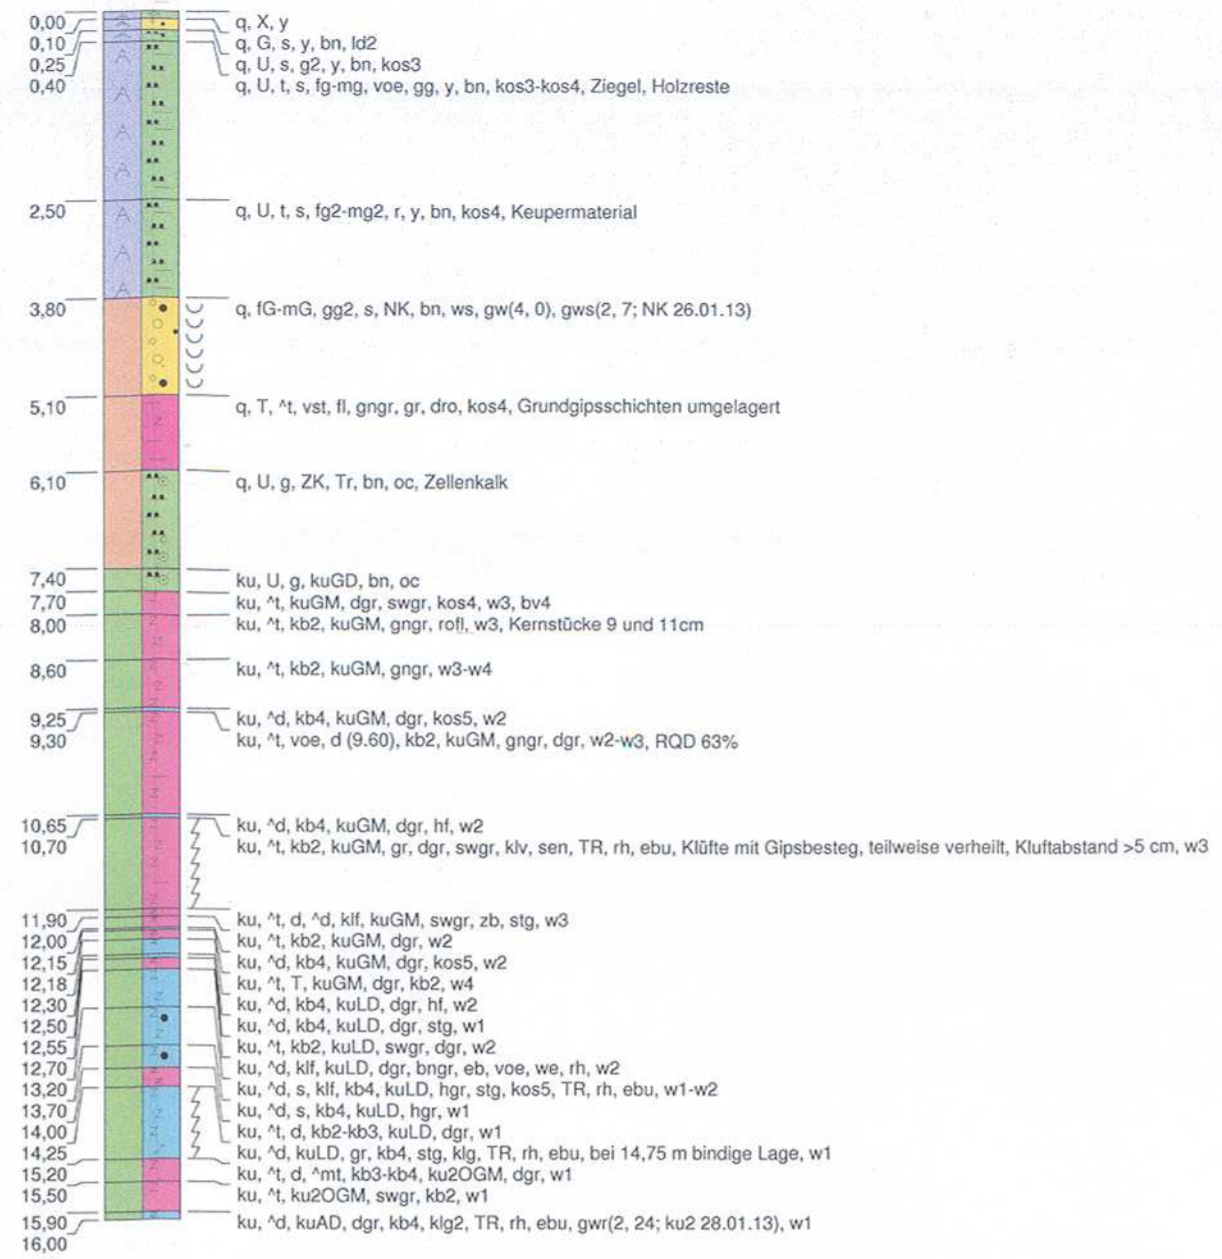 0,00 q, X, y
0,10 q, G, s, y, bn, ld2
0,25 q, U, s, g2, y, bn, kos3
0,40 q, U, t, s, fg-mg, voe, gg, y, bn, kos3-kos4, Ziegel, Holzreste
2,50 q, U, t, s, fg2-mg2, r, y, bn, kos4, Keupermaterial
3,80 q, fG-mG, gg2, s, NK, bn, ws, gw(4, 0), gws(2, 7; NK 26.01.13)
5,10 q, T, ^t, vst, fl, gngr, gr, dro, kos4, Grundgipsschichten umgelagert
6,10 q, U, g, ZK, Tr, bn, oc, Zellenkalk
7,40 ku, U, g, kuGD, bn, oc
7,70 ku, ^t, kuGM, dgr, swgr, kos4, w3, bv4
8,00 ku, ^t, kb2, kuGM, gngr, rofl, w3, Kernstücke 9 und 11cm
8,60 ku, ^t, kb2, kuGM, gngr, w3-w4
9,25 ku, ^d, kb4, kuGM, dgr, kos5, w2
9,30 ku, ^t, voe, d (9.60), kb2, kuGM, gngr, dgr, w2-w3, RQD 63%
10,65 ku, ^d, kb4, kuGM, dgr, hf, w2
10,70 ku, ^t, kb2, kuGM, gr, dgr, swgr, klv, sen, TR, rh, ebu, Klüfte mit Gipsbesteg, teilweise verheilt, Kluftabstand >5 cm, w3
11,90 ku, ^t, d, ^d, klf, kuGM, swgr, zb, stg, w3
12,00 ku, ^t, kb2, kuGM, dgr, w2
12,15 ku, ^d, kb4, kuGM, dgr, kos5, w2
12,18 ku, ^t, T, kuGM, dgr, kb2, w4
12,30 ku, ^d, kb4, kuLD, dgr, hf, w2
12,50 ku, ^d, kb4, kuLD, dgr, stg, w1
12,55 ku, ^t, kb2, kuLD, swgr, dgr, w2
12,70 ku, ^d, klf, kuLD, dgr, bngr, eb, voe, we, rh, w2
13,20 ku, ^d, s, klf, kb4, kuLD, hgr, stg, kos5, TR, rh, ebu, w1-w2
13,70 ku, ^d, s, kb4, kuLD, hgr, w1
14,00 ku, ^t, d, kb2-kb3, kuLD, dgr, w1
14,25 ku, ^d, kuLD, gr, kb4, stg, klg, TR, rh, ebu, bei 14,75 m bindige Lage, w1
15,20 ku, ^t, d, ^mt, kb3-kb4, ku2OGM, dgr, w1
15,50 ku, ^t, ku2OGM, swgr, kb2, w1
15,90 ku, ^d, kuAD, dgr, kb4, klg2, TR, rh, ebu, gwr(2, 24; ku2 28.01.13), w1
16,00